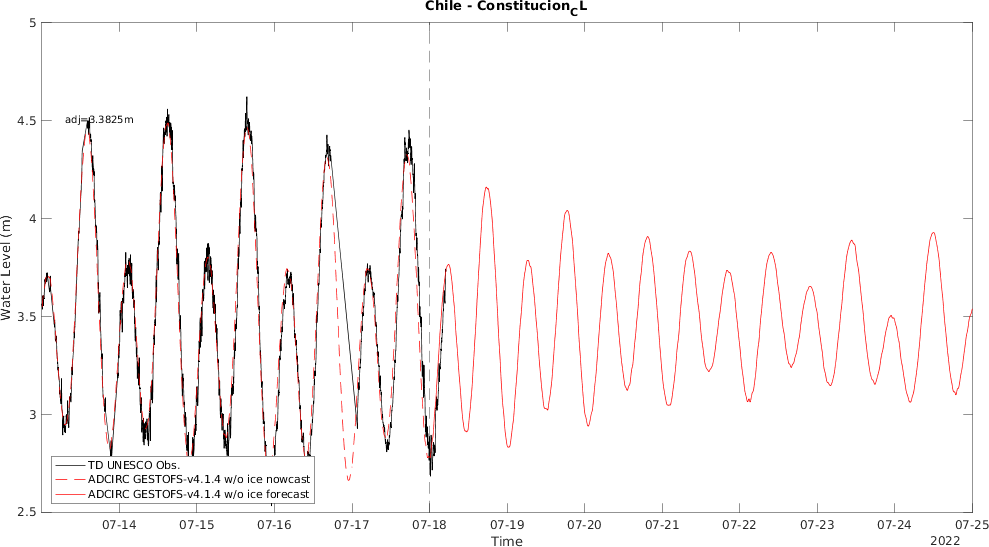 Chile - Constitucion_CL
adj=3.3825m
Water Level (m)
5
4.5
4
3.5
3
2.5
TD UNESCO Obs.
ADCIRC GESTOFS-v4.1.4 w/o ice nowcast
ADCIRC GESTOFS-v4.1.4 w/o ice forecast
07-14 07-15 07-16 07-17 07-18 07-19 07-20 07-21 07-22 07-23 07-24 07-25
Time
2022